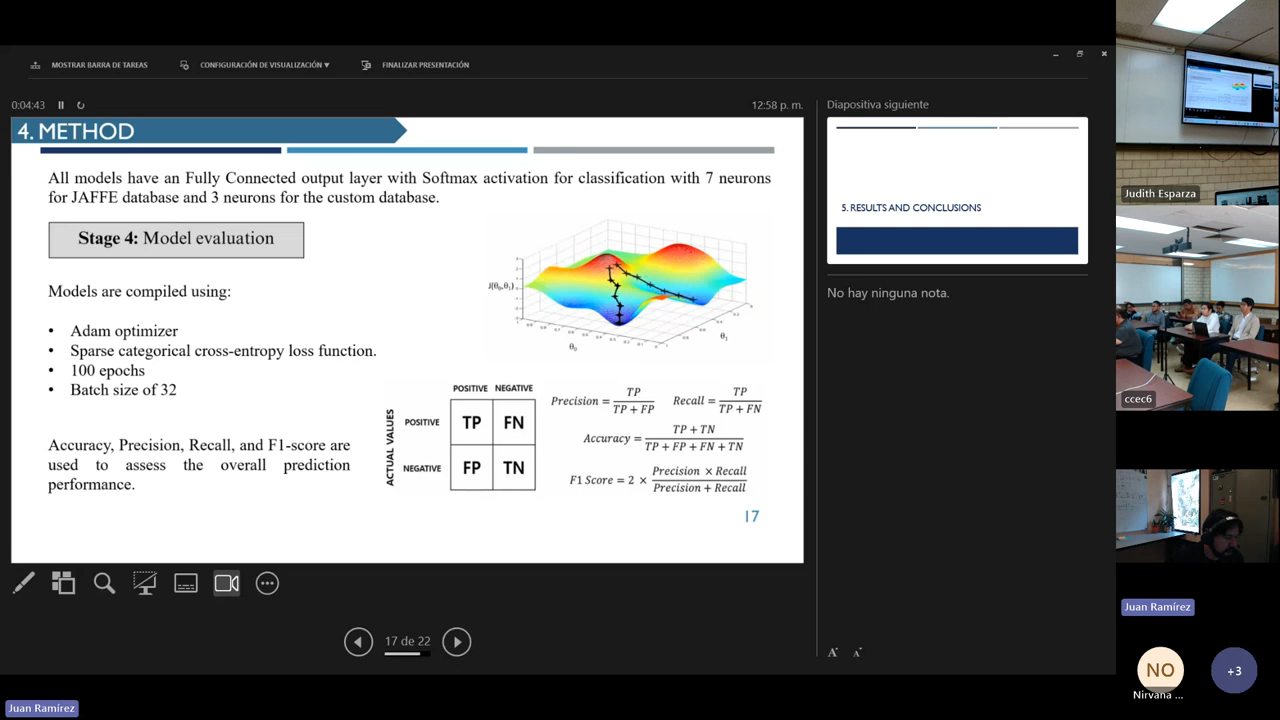 MOSTRAR BARRA DE TAREAS
CONFIGURACIÓN DE VISUALIZACIÓN ▼
FINALIZAR PRESENTACIÓN
0:04:43
12:58 p. m.
4. METHOD
All models have an Fully Connected output layer with Softmax activation for classification with 7 neurons
for JAFFE database and 3 neurons for the custom database.
Stage 4: Model evaluation
Models are compiled using:
• Adam optimizer
• Sparse categorical cross-entropy loss function.
• 100 epochs
• Batch size of 32
Accuracy, Precision, Recall, and F1-score are
used to assess the overall prediction
performance.
J(θ₀,θ₁)
θ₀
θ₁
POSITIVE NEGATIVE
ACTUAL VALUES
POSITIVE TP FN
NEGATIVE FP TN
Precision = TP / TP + FP
Recall = TP / TP + FN
Accuracy = TP + TN / TP + FP + FN + TN
F1 Score = 2 × Precision × Recall / Precision + Recall
17
17 de 22
Diapositiva siguiente
5. RESULTS AND CONCLUSIONS
No hay ninguna nota.
A A
Judith Esparza
ccec6
Juan Ramírez
NO
Nirvana ...
+3
Juan Ramírez